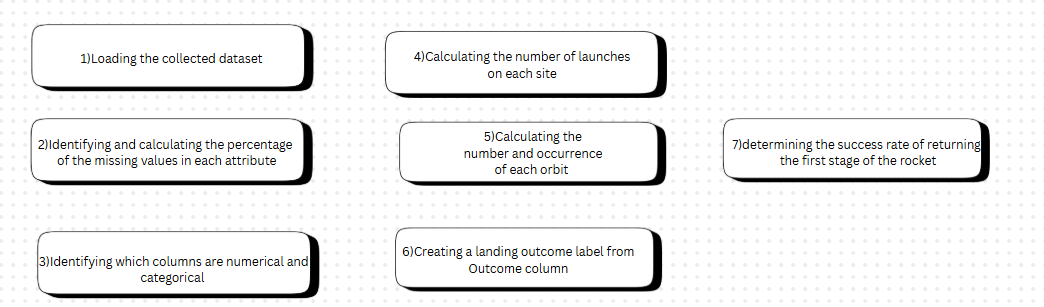 1)Loading the collected dataset
2)Identifying and calculating the percentage
of the missing values in each attribute
3)Identifying which columns are numerical and
categorical
4)Calculating the number of launches
on each site
5)Calculating the
number and occurrence
of each orbit
6)Creating a landing outcome label from
Outcome column
7)determining the success rate of returning
the first stage of the rocket